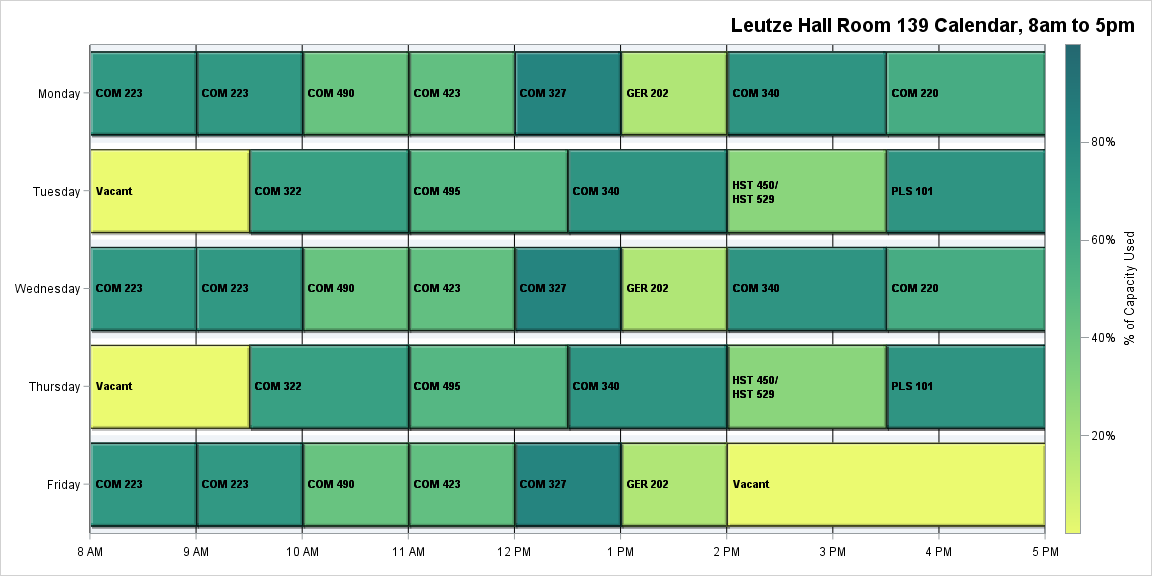 Leutze Hall Room 139 Calendar, 8am to 5pm
Monday
COM 223
COM 223
COM 490
COM 423
COM 327
GER 202
COM 340
COM 220
Tuesday
Vacant
COM 322
COM 495
COM 340
HST 450/
HST 529
PLS 101
Wednesday
COM 223
COM 223
COM 490
COM 423
COM 327
GER 202
COM 340
COM 220
Thursday
Vacant
COM 322
COM 495
COM 340
HST 450/
HST 529
PLS 101
Friday
COM 223
COM 223
COM 490
COM 423
COM 327
GER 202
Vacant
8 AM
9 AM
10 AM
11 AM
12 PM
1 PM
2 PM
3 PM
4 PM
5 PM
80%
60%
40%
20%
% of Capacity Used